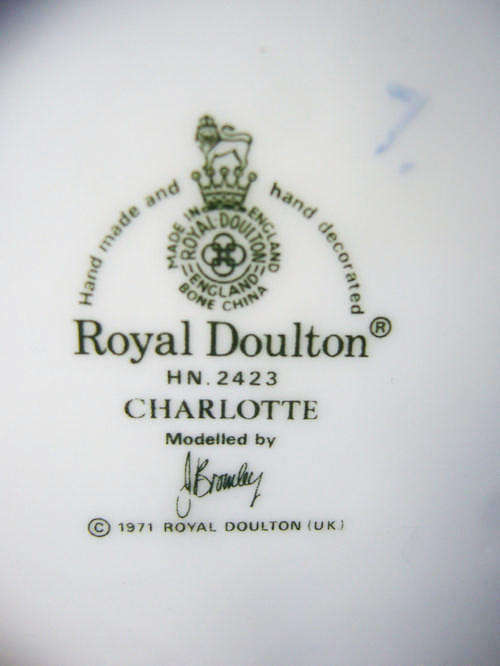 Hand made and hand decorated
MADE IN ENGLAND
ROYAL·DOULTON
ENGLAND
BONE CHINA
Royal Doulton®
HN. 2423
CHARLOTTE
Modelled by
J Bromley
© 1971 ROYAL DOULTON (UK)
7.